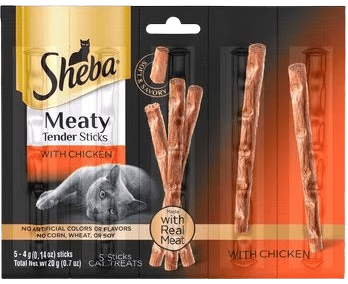 Sheba
SOFT & SAVORY
Meaty
Tender Sticks
WITH CHICKEN
NO ARTIFICIAL COLORS OR FLAVORS
NO CORN, WHEAT, OR SOY
5 - 4 g (0.14 oz) sticks
Total Net wt 20 g (0.7 oz)
5 Sticks
CAT TREATS
Made
with
Real
Meat
WITH CHICKEN